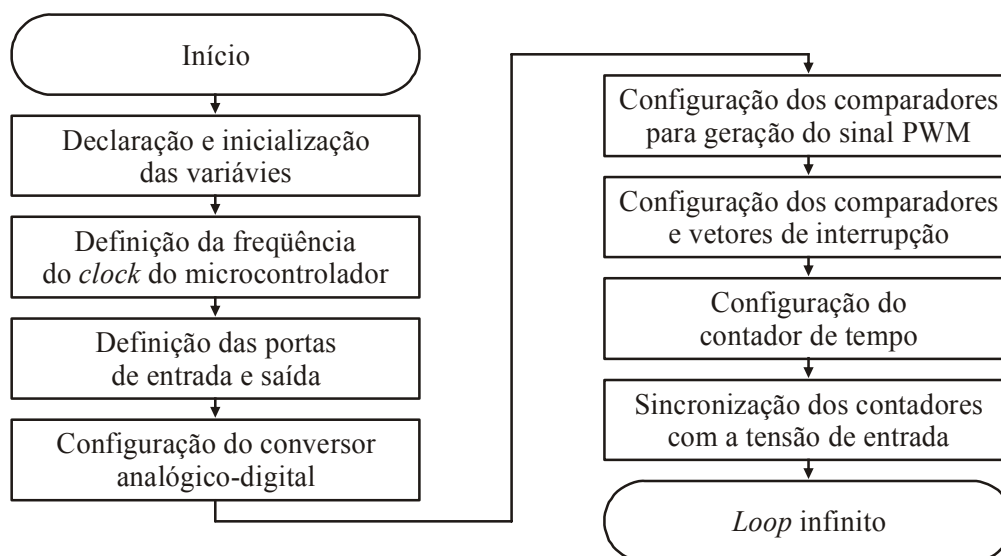 Início
Declaração e inicialização
das variávies
Definição da freqüência
do clock do microcontrolador
Definição das portas
de entrada e saída
Configuração do conversor
analógico-digital
Configuração dos comparadores
para geração do sinal PWM
Configuração dos comparadores
e vetores de interrupção
Configuração do
contador de tempo
Sincronização dos contadores
com a tensão de entrada
Loop infinito